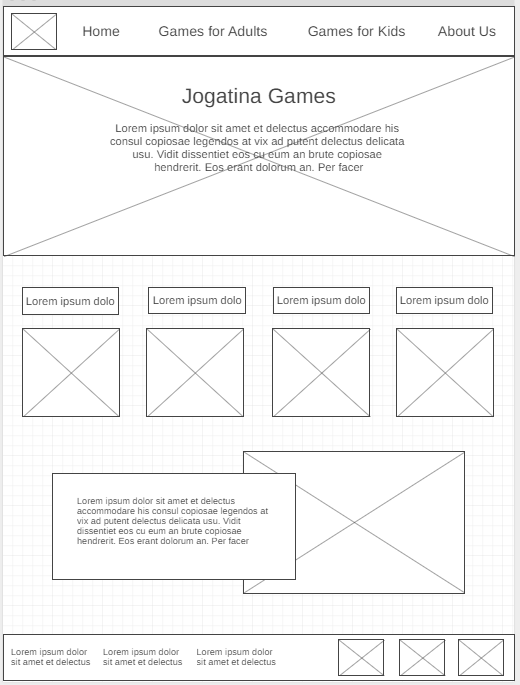 Home Games for Adults Games for Kids About Us
Jogatina Games
Lorem ipsum dolor sit amet et delectus accommodare his
consul copiosae legendos at vix ad putent delectus delicata
usu. Vidit dissentiet eos cu eum an brute copiosae
hendrerit. Eos erant dolorum an. Per facer
Lorem ipsum dolo Lorem ipsum dolo Lorem ipsum dolo Lorem ipsum dolo
Lorem ipsum dolor sit amet et delectus
accommodare his consul copiosae legendos at
vix ad putent delectus delicata usu. Vidit
dissentiet eos cu eum an brute copiosae
hendrerit. Eos erant dolorum an. Per facer
Lorem ipsum dolor
sit amet et delectus
Lorem ipsum dolor
sit amet et delectus
Lorem ipsum dolor
sit amet et delectus